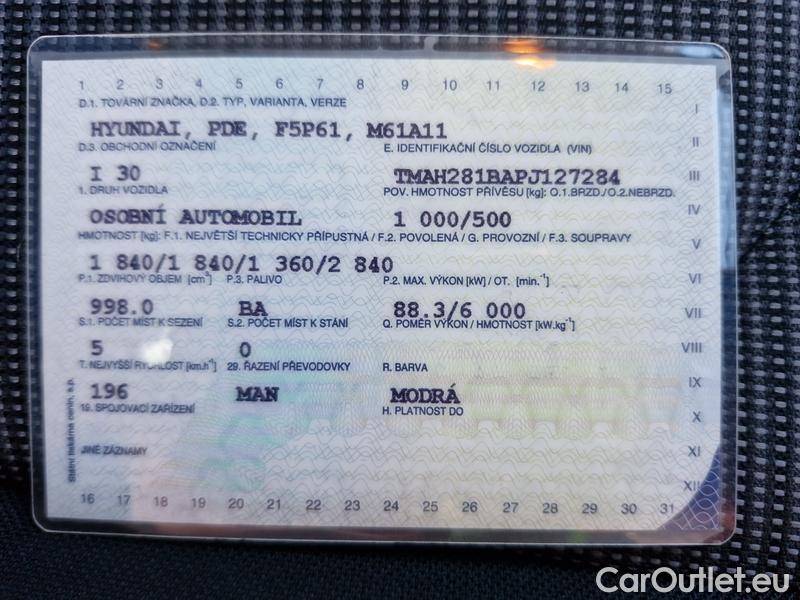 1 2 3 4 5 6 7 8 9 10 11 12 13 14 15
D.1. TOVÁRNÍ ZNAČKA, D.2. TYP, VARIANTA, VERZE I
HYUNDAI, PDE, F5P61, M61A11
D.3. OBCHODNÍ OZNAČENÍ E. IDENTIFIKAČNÍ ČÍSLO VOZIDLA (VIN) II
I 30 TMAH281BAPJ127284 III
1. DRUH VOZIDLA POV. HMOTNOST PŘÍVĚSU [kg]: O.1.BRZD./O.2.NEBRZD.
OSOBNÍ AUTOMOBIL 1 000/500 IV
HMOTNOST [kg]: F.1. NEJVĚTŠÍ TECHNICKY PŘÍPUSTNÁ / F.2. POVOLENÁ / G. PROVOZNÍ / F.3. SOUPRAVY V
1 840/1 840/1 360/2 840
P.1. ZDVIHOVÝ OBJEM [cm³] P.3. PALIVO P.2. MAX. VÝKON [kW] / OT. [min.⁻¹] VI
998.0 BA 88.3/6 000 VII
S.1. POČET MÍST K SEZENÍ S.2. POČET MÍST K STÁNÍ Q. POMĚR VÝKON / HMOTNOST [kW.kg⁻¹]
5 0 VIII
T. NEJVYŠŠÍ RYCHLOST [km.h⁻¹] 29. ŘAZENÍ PŘEVODOVKY R. BARVA
196 MAN MODRÁ IX
19. SPOJOVACÍ ZAŘÍZENÍ H. PLATNOST DO X
JINÉ ZÁZNAMY XI
XII
16 17 18 19 20 21 22 23 24 25 26 27 28 29 30 31
Státní tiskárna cenin, s.p.
CarOutlet.eu